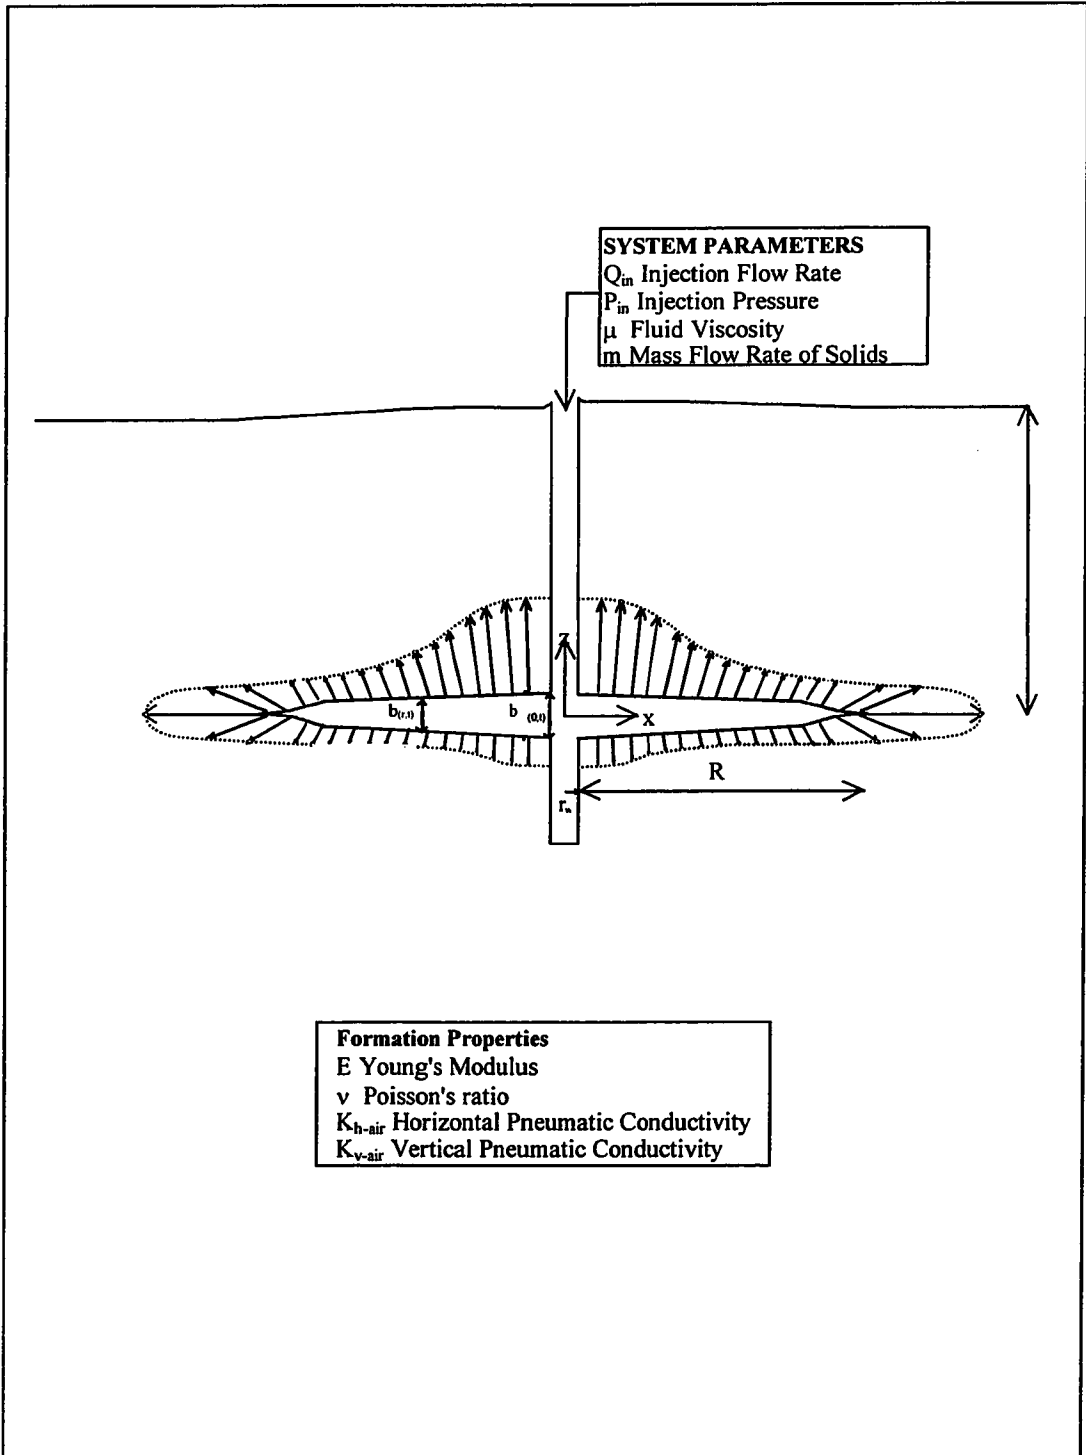 SYSTEM PARAMETERS
Qin Injection Flow Rate
Pin Injection Pressure
μ Fluid Viscosity
m Mass Flow Rate of Solids
Z
b(r,t)
b (0,t)
X
R
rw
Formation Properties
E Young's Modulus
ν Poisson's ratio
Kh-air Horizontal Pneumatic Conductivity
Kv-air Vertical Pneumatic Conductivity